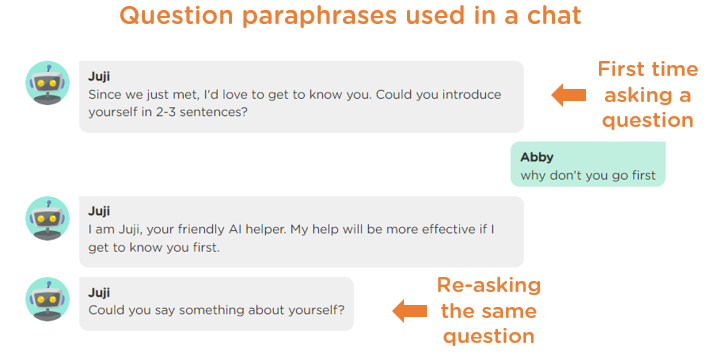 Question paraphrases used in a chat
Juji
Since we just met, I'd love to get to know you. Could you introduce
yourself in 2-3 sentences?
First time
asking a
question
Abby
why don't you go first
Juji
I am Juji, your friendly AI helper. My help will be more effective if I
get to know you first.
Juji
Could you say something about yourself?
Re-asking
the same
question